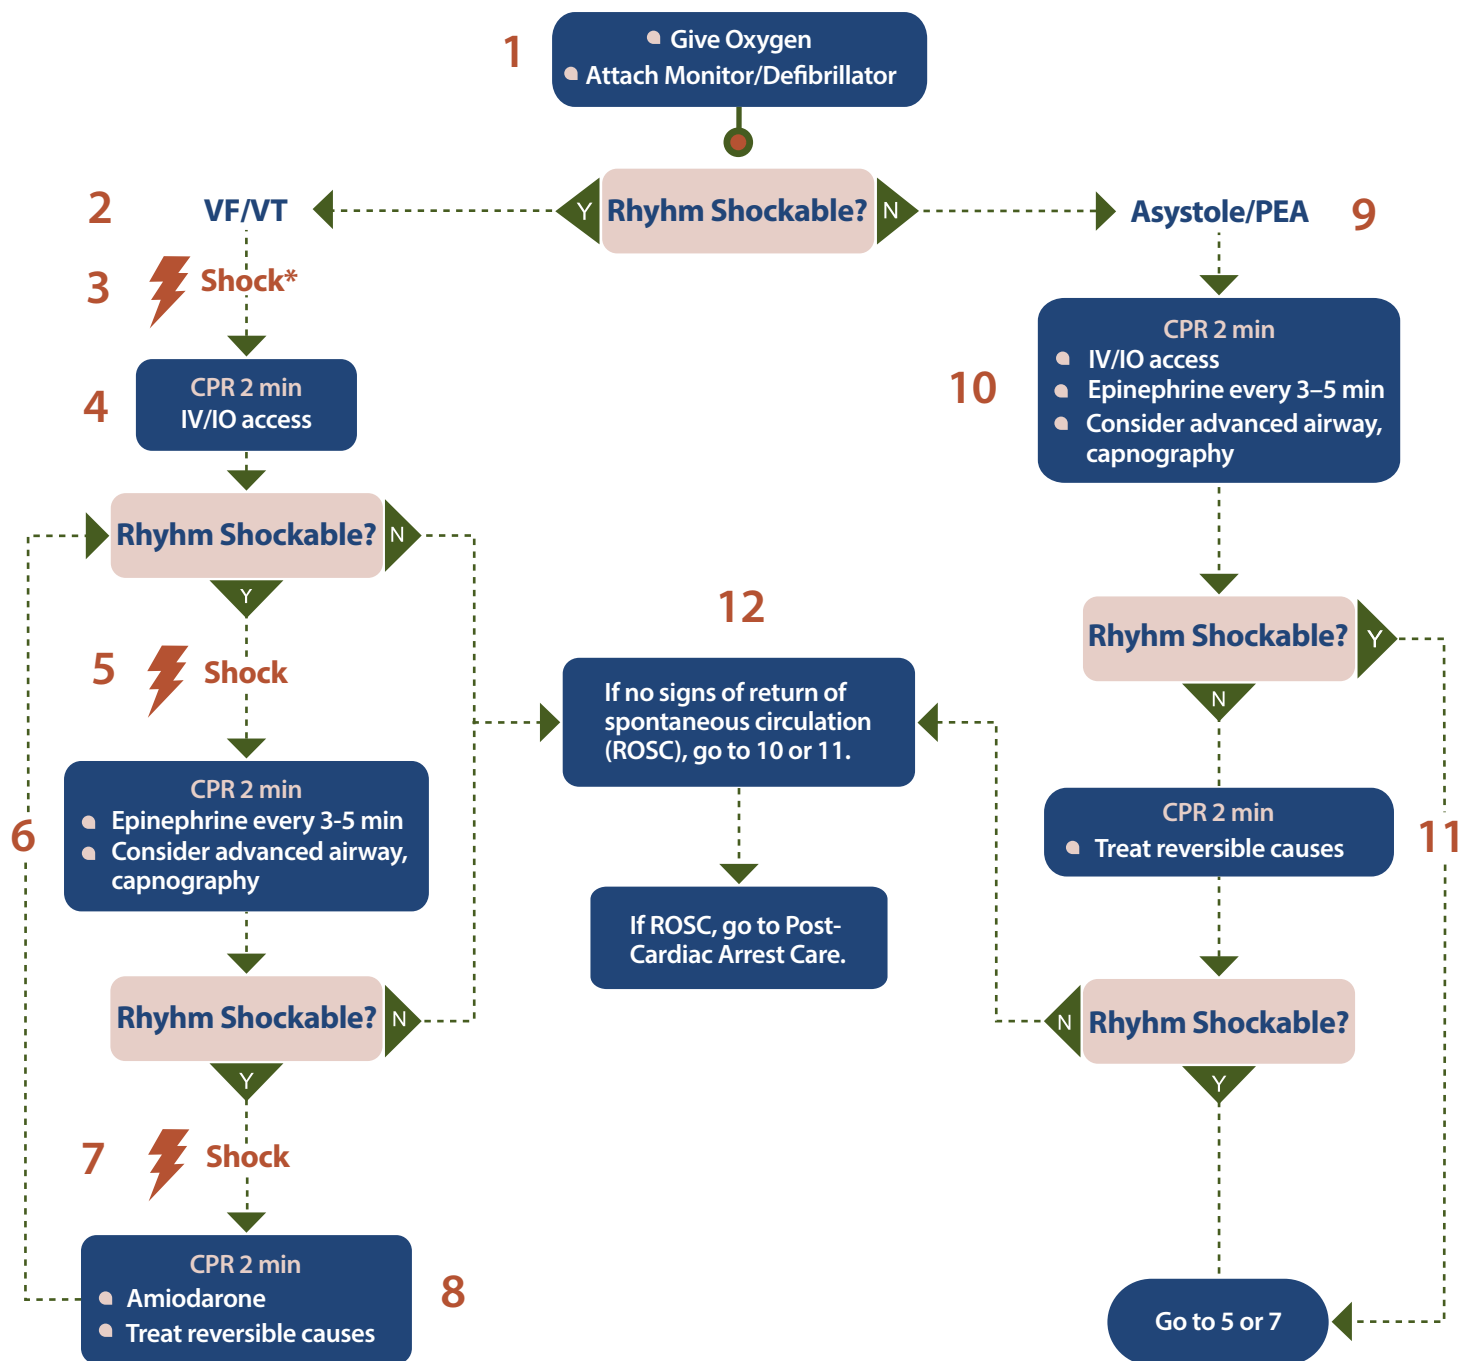 1
Give Oxygen
Attach Monitor/Defibrillator
2
VF/VT
Y
Rhyhm Shockable?
N
Asystole/PEA
9
3
Shock*
4
CPR 2 min
IV/IO access
10
CPR 2 min
IV/IO access
Epinephrine every 3–5 min
Consider advanced airway,
capnography
Rhyhm Shockable?
N
Y
5
Shock
12
If no signs of return of
spontaneous circulation
(ROSC), go to 10 or 11.
Rhyhm Shockable?
Y
N
6
CPR 2 min
Epinephrine every 3-5 min
Consider advanced airway,
capnography
If ROSC, go to Post-
Cardiac Arrest Care.
CPR 2 min
Treat reversible causes
11
Rhyhm Shockable?
N
Y
N
Rhyhm Shockable?
Y
7
Shock
8
CPR 2 min
Amiodarone
Treat reversible causes
Go to 5 or 7